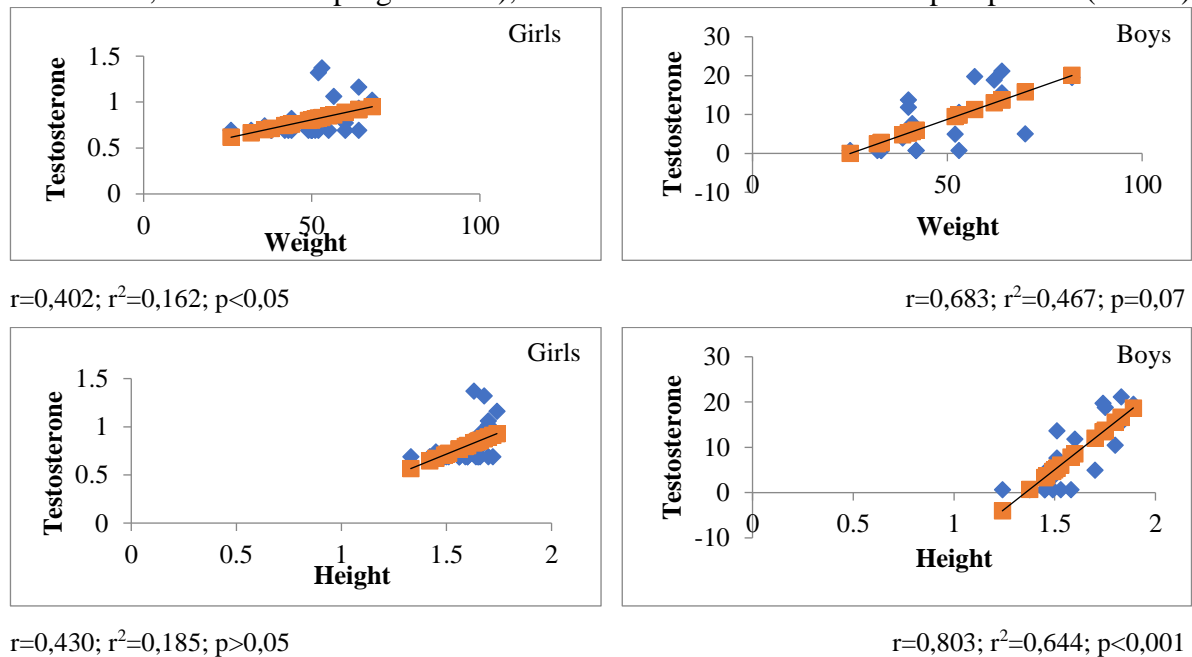 Girls
Testosterone
1.5
1
0.5
0
0 50 100
Weight
Boys
Testosterone
30
20
10
0
-10
0 50 100
Weight
r=0,402; r²=0,162; p<0,05
r=0,683; r²=0,467; p=0,07
Girls
Testosterone
1.5
1
0.5
0
0 0.5 1 1.5 2
Height
Boys
Testosterone
30
20
10
0
-10
0 0.5 1 1.5 2
Height
r=0,430; r²=0,185; p>0,05
r=0,803; r²=0,644; p<0,001